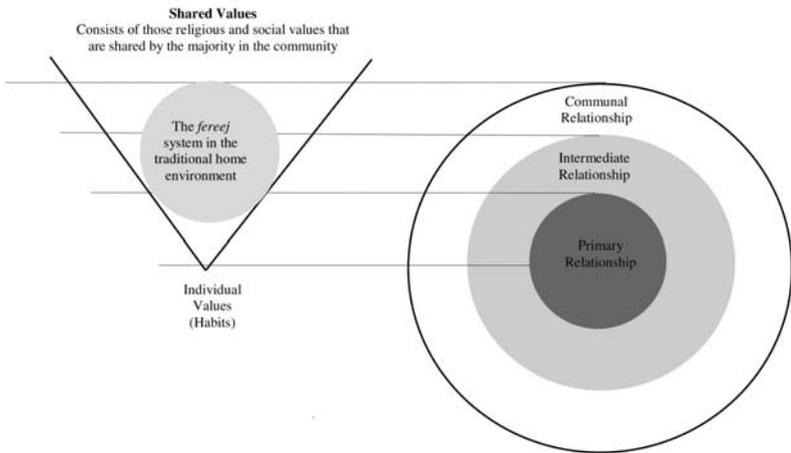 Shared Values
Consists of those religious and social values that
are shared by the majority in the community
The fereej
system in the
traditional home
environment
Individual
Values
(Habits)
Communal
Relationship
Intermediate
Relationship
Primary
Relationship